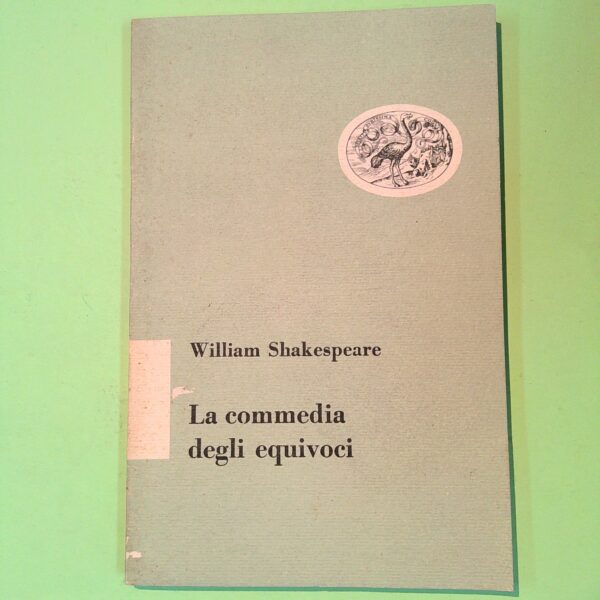 William Shakespeare
La commedia
degli equivoci